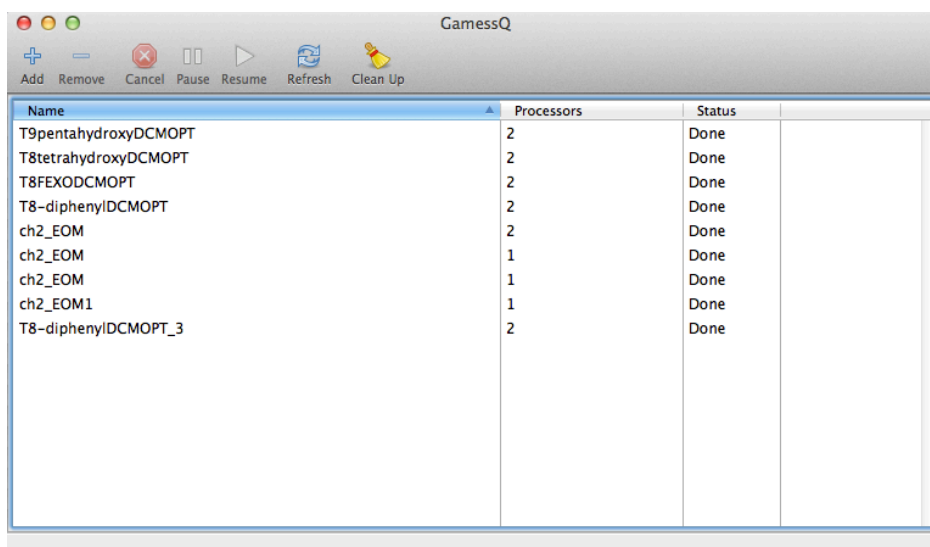 GamessQ
Add Remove Cancel Pause Resume Refresh Clean Up
Name Processors Status
T9pentahydroxyDCMOPT 2 Done
T8tetrahydroxyDCMOPT 2 Done
T8FEXODCMOPT 2 Done
T8-diphenylDCMOPT 2 Done
ch2_EOM 2 Done
ch2_EOM 1 Done
ch2_EOM 1 Done
ch2_EOM1 1 Done
T8-diphenylDCMOPT_3 2 Done